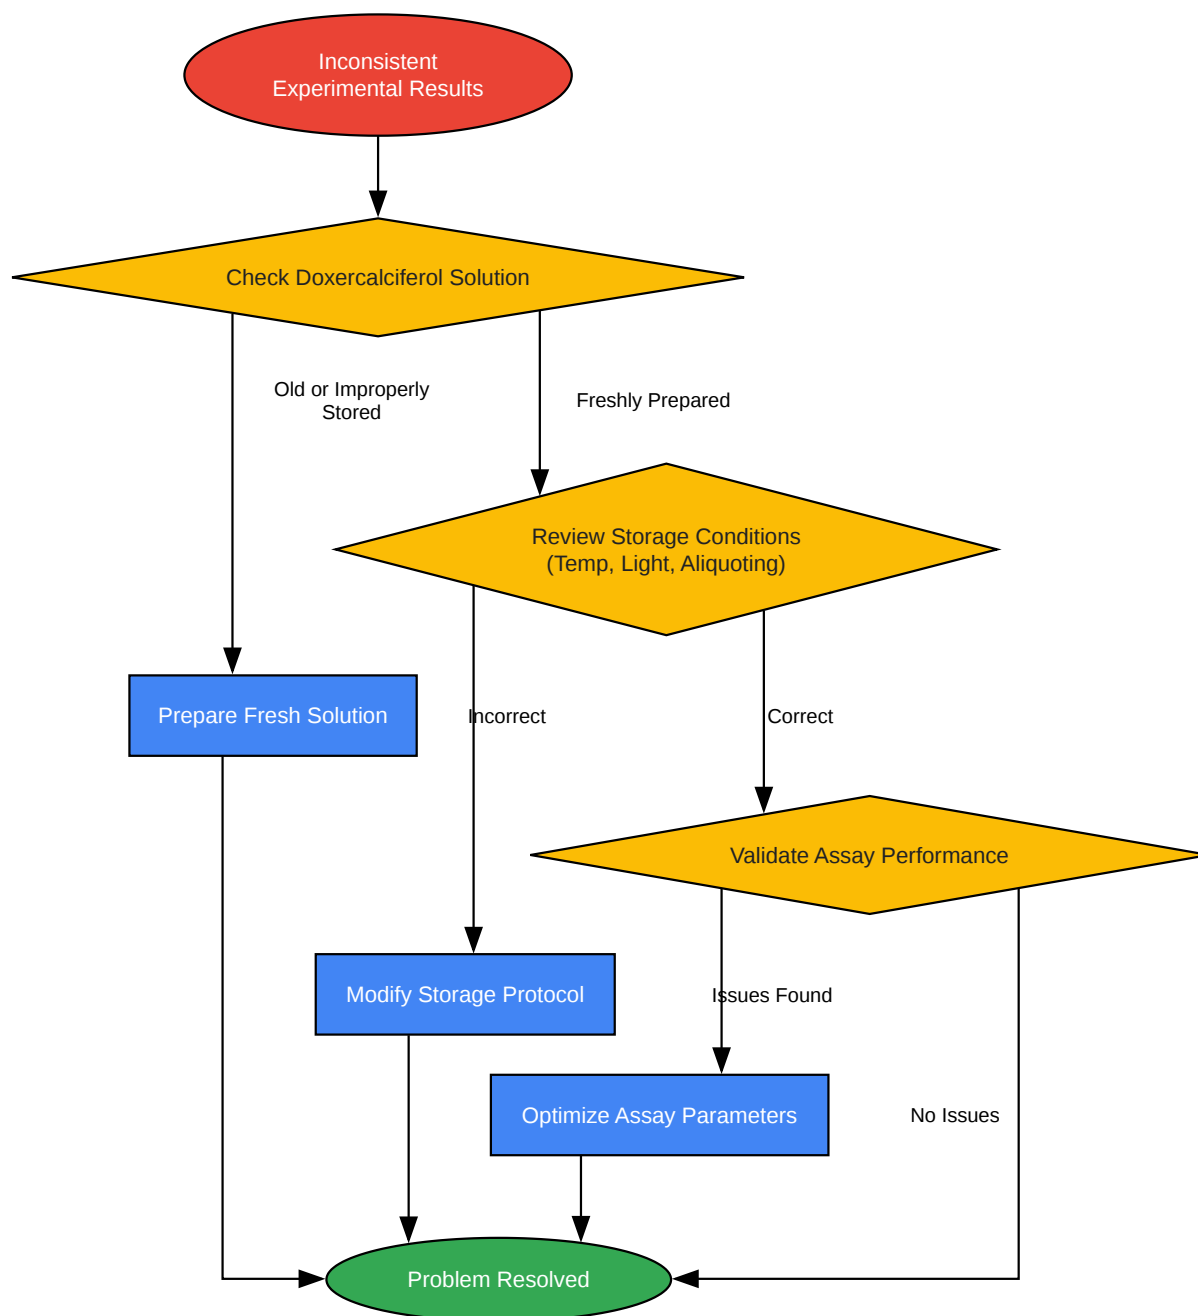 Inconsistent
Experimental Results
Check Doxercalciferol Solution
Old or Improperly
Stored
Freshly Prepared
Review Storage Conditions
(Temp, Light, Aliquoting)
Prepare Fresh Solution
Incorrect
Correct
Validate Assay Performance
Modify Storage Protocol
Issues Found
Optimize Assay Parameters
No Issues
Problem Resolved